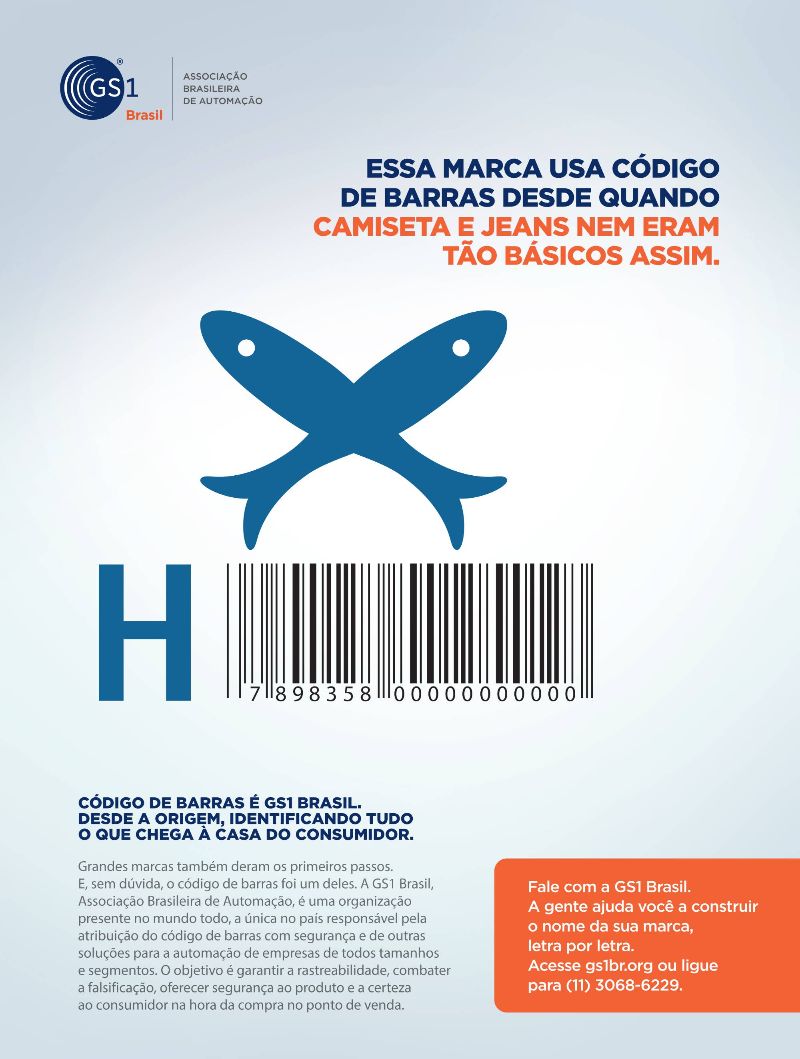 GS1
®
Brasil
ASSOCIAÇÃO
BRASILEIRA
DE AUTOMAÇÃO
ESSA MARCA USA CÓDIGO
DE BARRAS DESDE QUANDO
CAMISETA E JEANS NEM ERAM
TÃO BÁSICOS ASSIM.
H
7 898358 00000000000
CÓDIGO DE BARRAS É GS1 BRASIL.
DESDE A ORIGEM, IDENTIFICANDO TUDO
O QUE CHEGA À CASA DO CONSUMIDOR.
Grandes marcas também deram os primeiros passos.
E, sem dúvida, o código de barras foi um deles. A GS1 Brasil,
Associação Brasileira de Automação, é uma organização
presente no mundo todo, a única no país responsável pela
atribuição do código de barras com segurança e de outras
soluções para a automação de empresas de todos tamanhos
e segmentos. O objetivo é garantir a rastreabilidade, combater
a falsificação, oferecer segurança ao produto e a certeza
ao consumidor na hora da compra no ponto de venda.
Fale com a GS1 Brasil.
A gente ajuda você a construir
o nome da sua marca,
letra por letra.
Acesse gs1br.org ou ligue
para (11) 3068-6229.